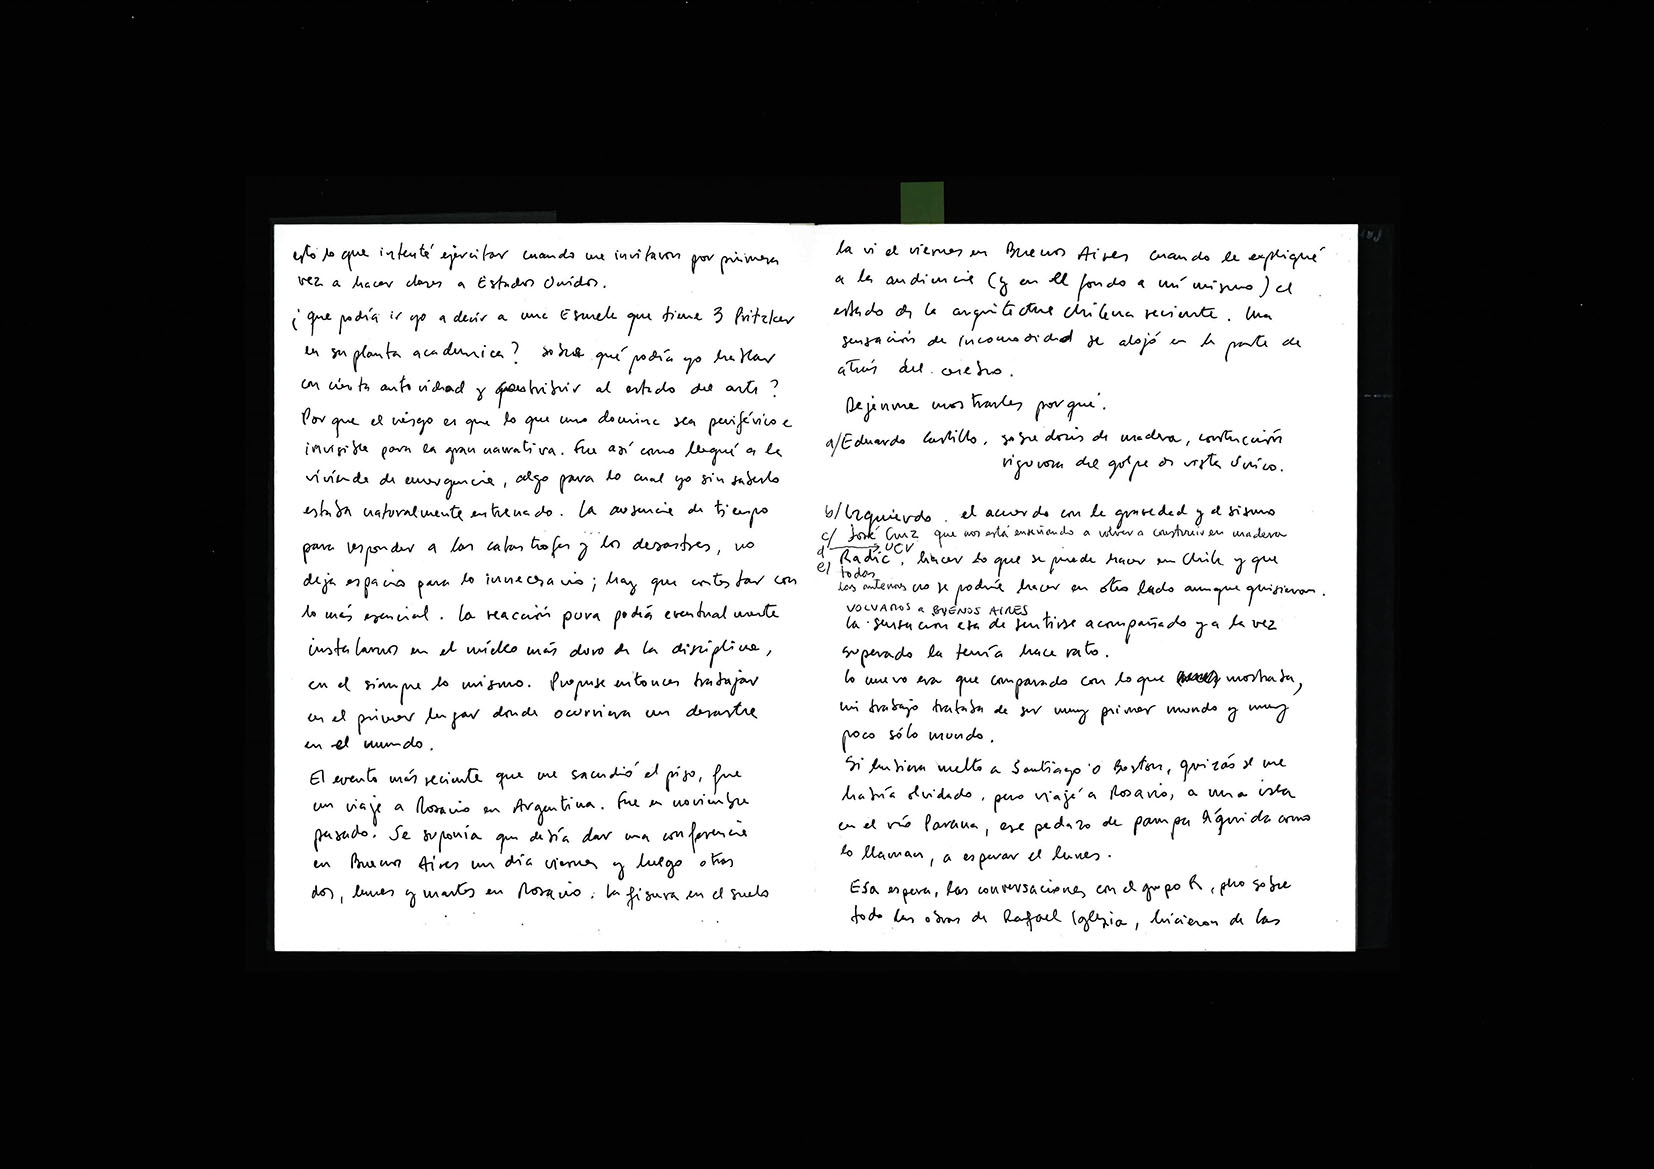 esto lo que intenté ejercitar cuando me invitaron por primera
vez a hacer clases a Estados Unidos.
¿que podía ir yo a decir a una Escuela que tiene 3 Pritzker
en su planta academica? sobre qué podía yo hablar
con cierta autoridad y contribuir al estado del arte?
Porque el riesgo es que lo que uno domina sea periférico e
invisible para la gran narrativa. Fue así como llegué a la
vivienda de emergencia, algo para lo cual yo sin saberlo
estaba naturalmente entrenado. La ausencia de tiempo
para responder a las catastrofes y los desastres, no
deja espacio para lo innecesario; hay que contestar con
lo más esencial. La reacción pura podía eventualmente
instalarnos en el núcleo más duro de la disciplina,
en el siempre lo mismo. Propuse entonces trabajar
en el primer lugar donde ocurriera un desastre
en el mundo.
El evento más reciente que me sacudió el piso, fue
un viaje a Rosario en Argentina. Fue en noviembre
pasado. Se suponía que debía dar una conferencia
en Buenos Aires un día viernes y luego otras
dos, lunes y martes en Rosario. La fisura en el suelo
la vi el viernes en Buenos Aires cuando le expliqué
a la audiencia (y en el fondo a mí mismo) el
estado de la arquitectura chilena reciente. Una
sensación de incomodidad se alojó en la parte de
atrás del cerebro.
Dejenme mostrarles por qué.
a/ Eduardo Castillo. sobredosis de madera, construcción
rigurosa del golpe de vista único.
b/ Izquierdo. el acuerdo con la gravedad y el sismo
c/ José Cruz que nos está enseñando a volver a construir en madera
d UCV
e/ Radic. hacer lo que se puede hacer en Chile y que
todas
las anteriores no se podría hacer en otro lado aunque quisieran.
VOLVAMOS a BUENOS AIRES
La sensación esa de sentirse acompañado y a la vez
superado la tenía hace rato.
Lo nuevo era que comparado con lo que mostraba,
mi trabajo trataba de ser muy primer mundo y muy
poco sólo mundo.
Si hubiera vuelto a Santiago o Boston, quizás se me
habría olvidado, pero viajé a Rosario, a una isla
en el río Parana, ese pedazo de pampa líquida como
lo llaman, a esperar el lunes.
Esa espera, las conversaciones con el grupo R, pero sobre
todo las obras de Rafael Iglesia, hicieron de las